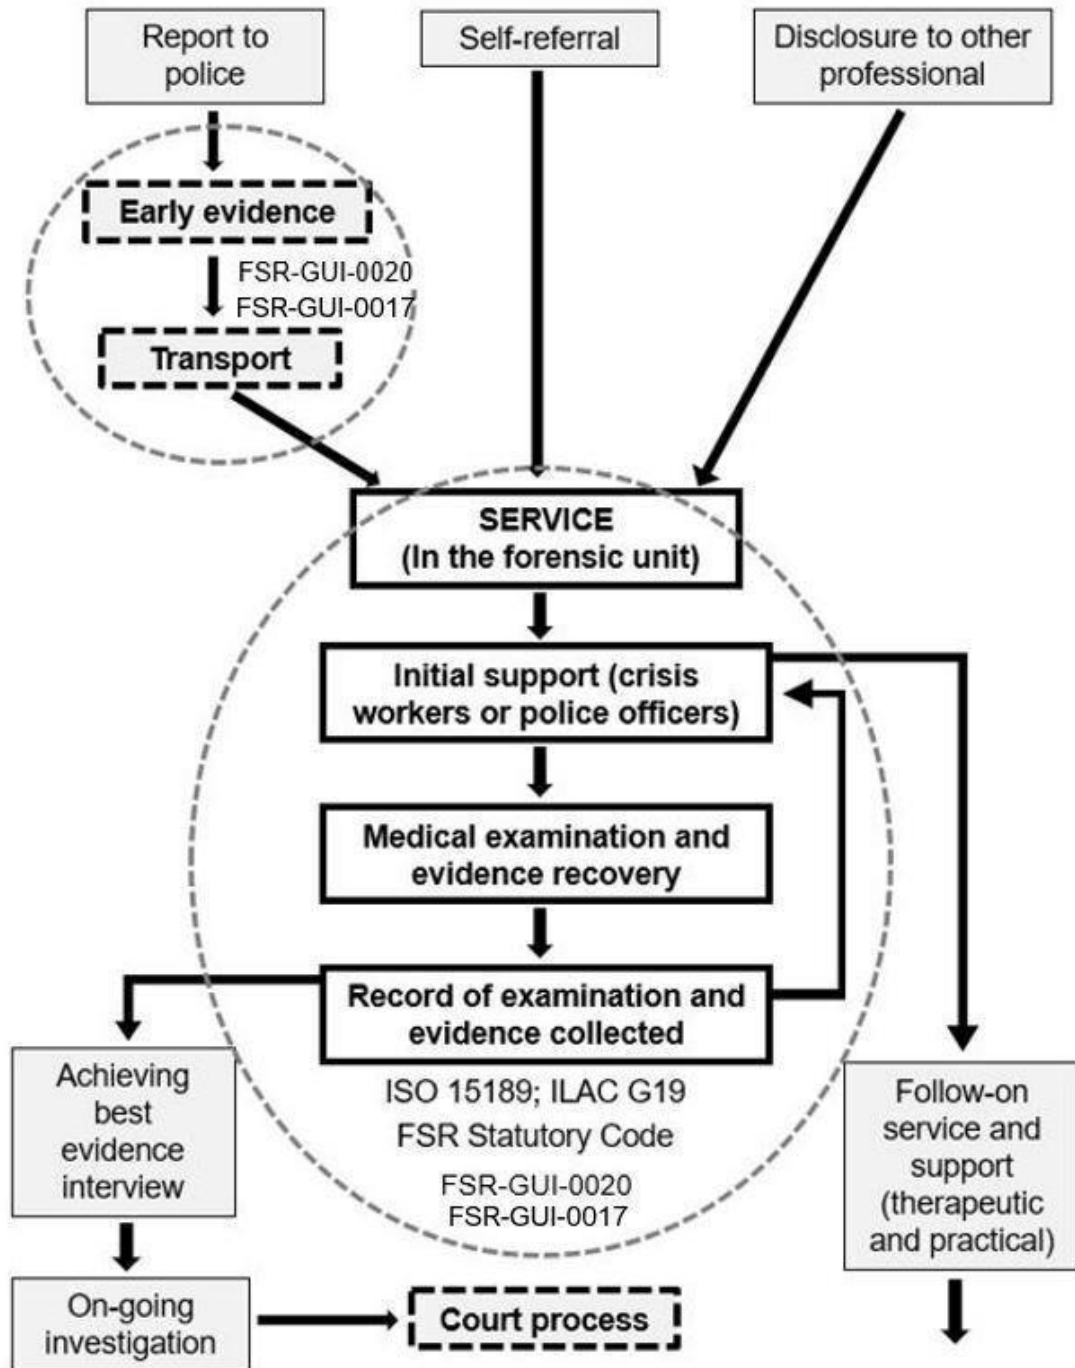 Report to
police
Self-referral
Disclosure to other
professional
Early evidence
FSR-GUI-0020
FSR-GUI-0017
Transport
SERVICE
(In the forensic unit)
Initial support (crisis
workers or police officers)
Medical examination and
evidence recovery
Record of examination and
evidence collected
ISO 15189; ILAC G19
FSR Statutory Code
FSR-GUI-0020
FSR-GUI-0017
Achieving
best
evidence
interview
Follow-on
service and
support
(therapeutic
and practical)
On-going
investigation
Court process